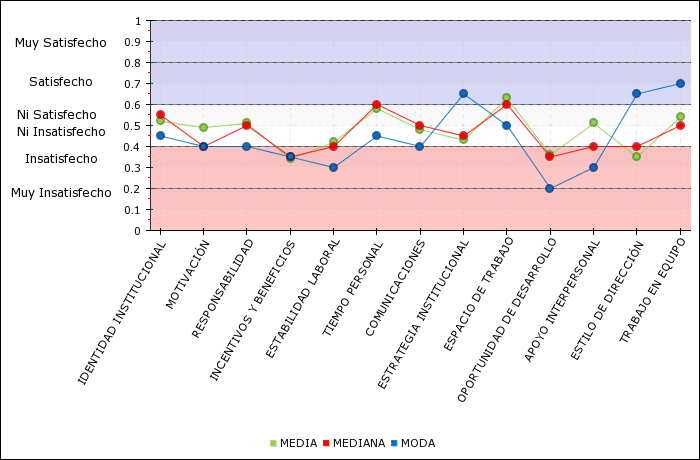 1
0.9
0.8
0.7
0.6
0.5
0.4
0.3
0.2
0.1
0
Muy Satisfecho
Satisfecho
Ni Satisfecho
Ni Insatisfecho
Insatisfecho
Muy Insatisfecho
IDENTIDAD INSTITUCIONAL
MOTIVACIÓN
RESPONSABILIDAD
INCENTIVOS Y BENEFICIOS
ESTABILIDAD LABORAL
TIEMPO PERSONAL
COMUNICACIONES
ESTRATEGIA INSTITUCIONAL
ESPACIO DE TRABAJO
OPORTUNIDAD DE DESARROLLO
APOYO INTERPERSONAL
ESTILO DE DIRECCIÓN
TRABAJO EN EQUIPO
MEDIA MEDIANA MODA